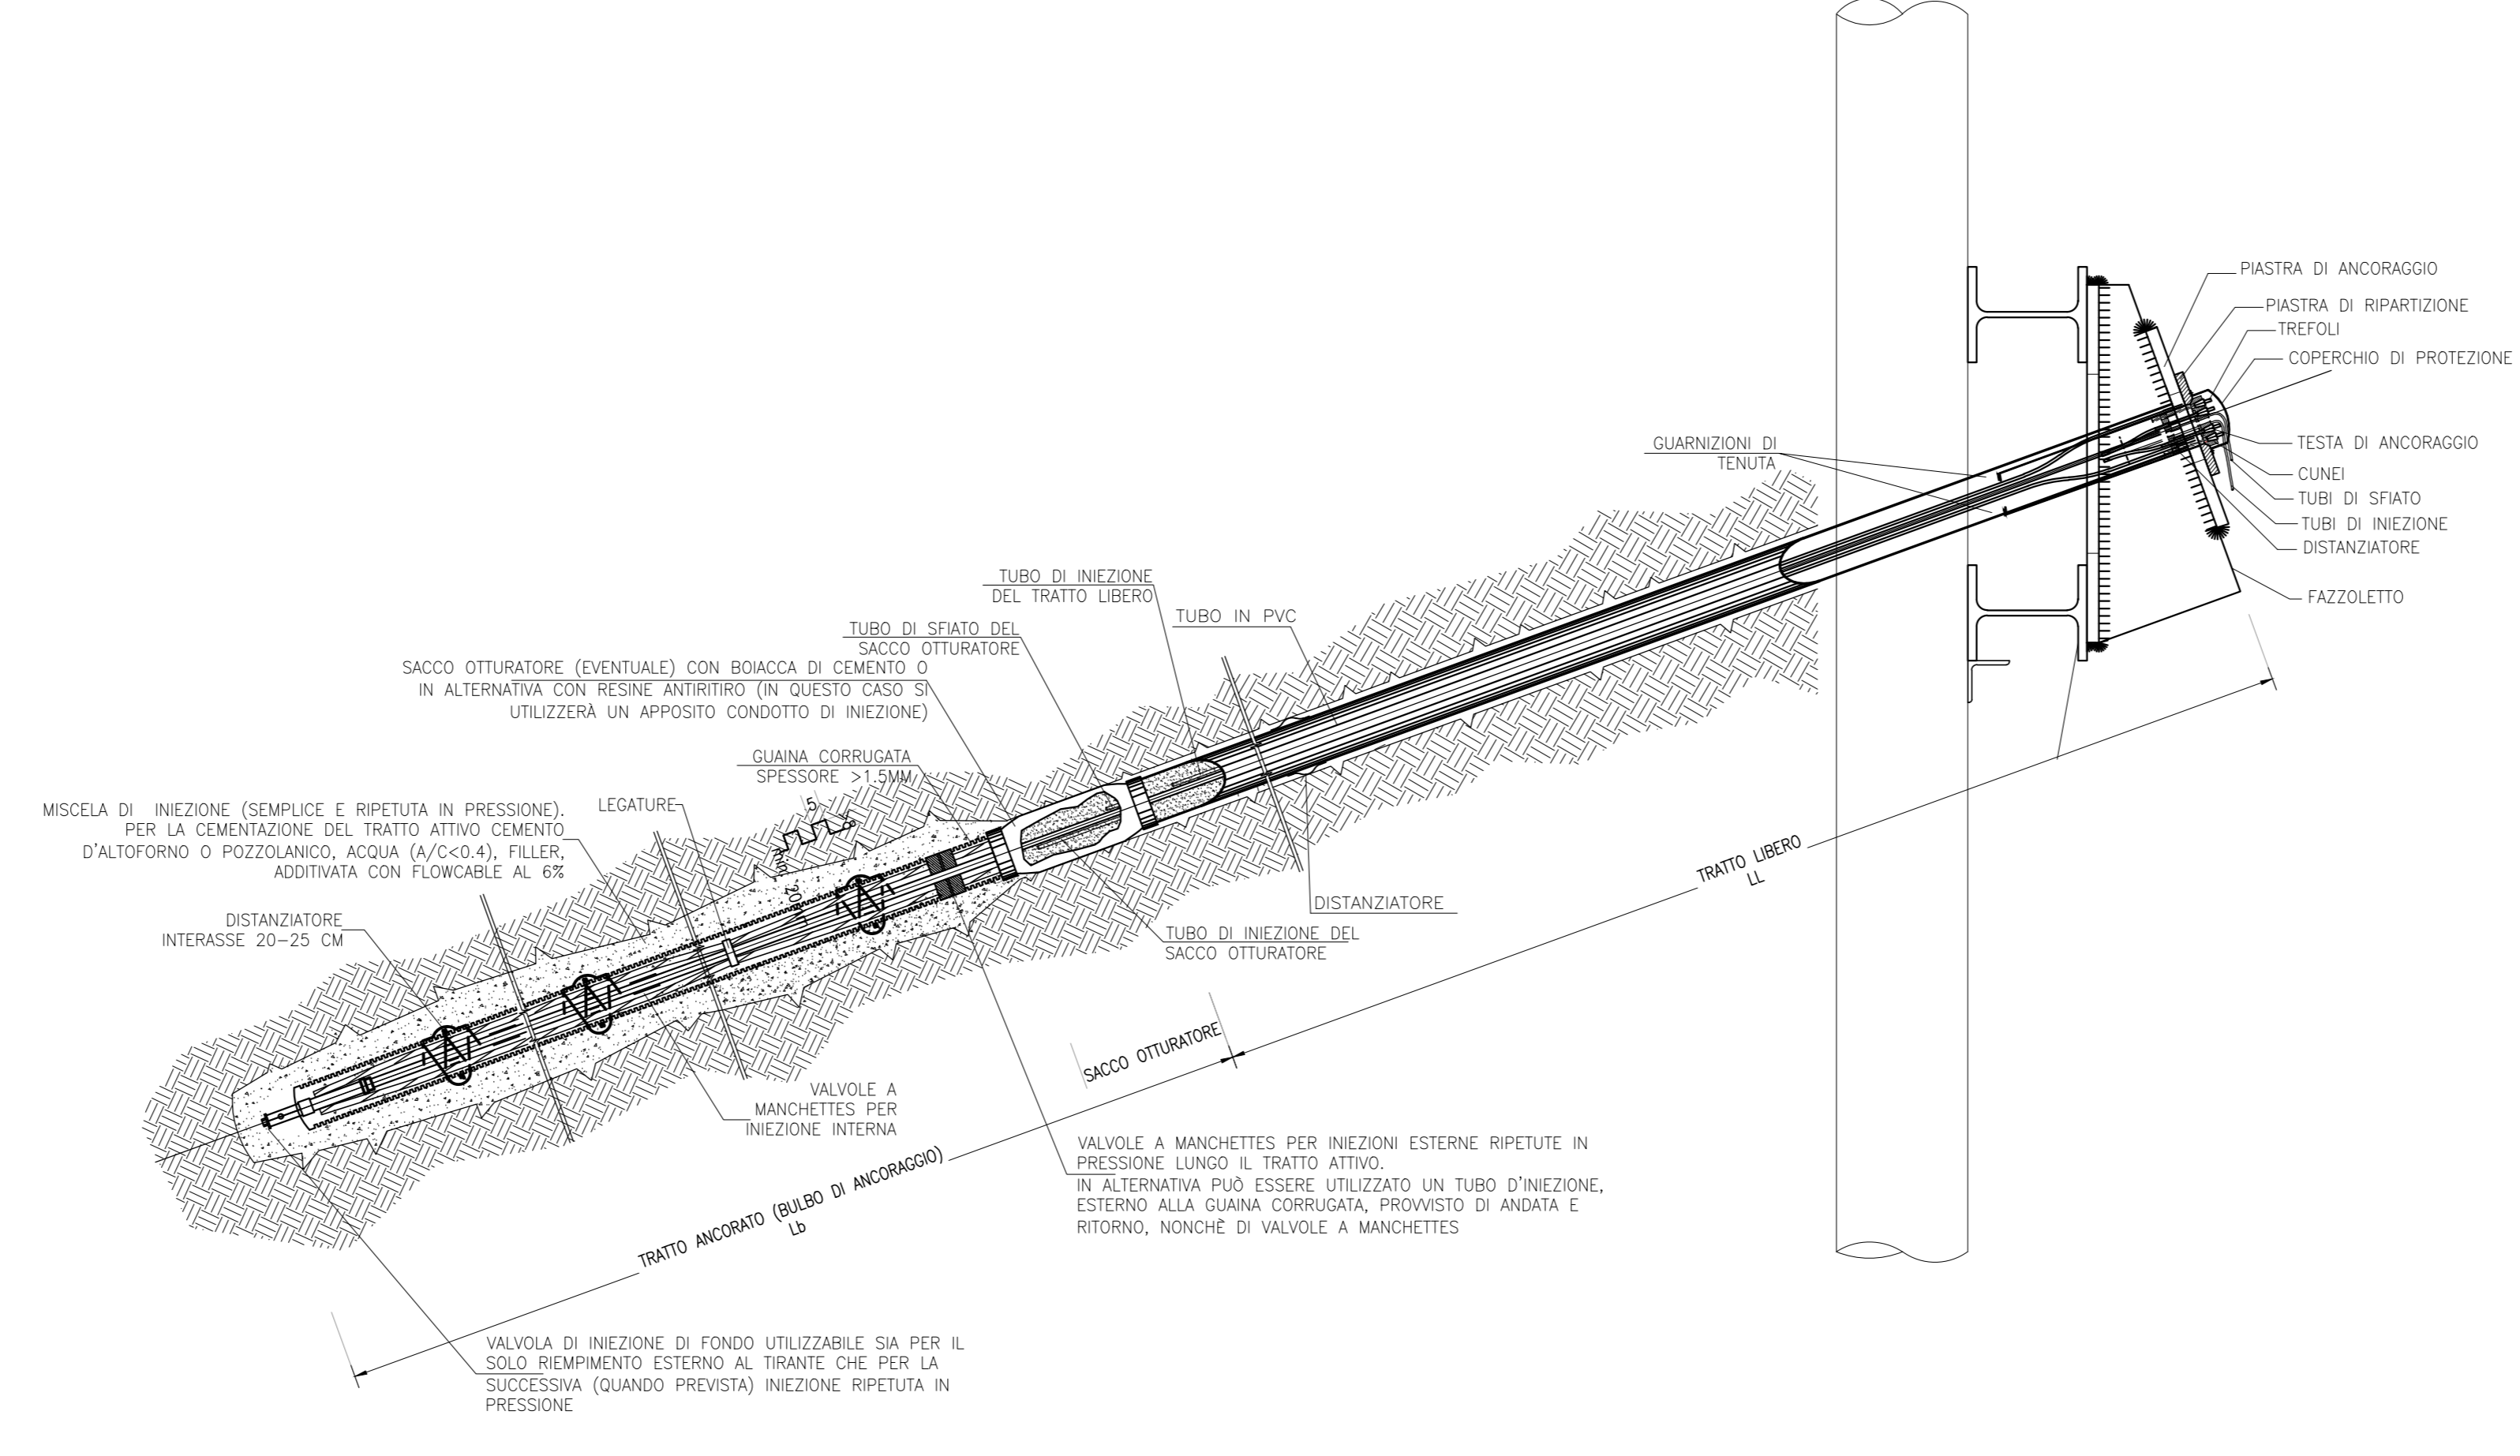 PIASTRA DI ANCORAGGIO
PIASTRA DI RIPARTIZIONE
TREFOLI
COPERCHIO DI PROTEZIONE
GUARNIZIONI DI
TENUTA
TESTA DI ANCORAGGIO
CUNEI
TUBI DI SFIATO
TUBI DI INIEZIONE
DISTANZIATORE
FAZZOLETTO
TUBO DI INIEZIONE
DEL TRATTO LIBERO
TUBO IN PVC
TUBO DI SFIATO DEL
SACCO OTTURATORE
SACCO OTTURATORE (EVENTUALE) CON BOIACCA DI CEMENTO O
IN ALTERNATIVA CON RESINE ANTIRITIRO (IN QUESTO CASO SI
UTILIZZERÀ UN APPOSITO CONDOTTO DI INIEZIONE)
GUAINA CORRUGATA
SPESSORE >1.5MM
5
8
min. 20
LEGATURE
MISCELA DI INIEZIONE (SEMPLICE E RIPETUTA IN PRESSIONE).
PER LA CEMENTAZIONE DEL TRATTO ATTIVO CEMENTO
D'ALTOFORNO O POZZOLANICO, ACQUA (A/C<0.4), FILLER,
ADDITIVATA CON FLOWCABLE AL 6%
DISTANZIATORE
INTERASSE 20-25 CM
TRATTO LIBERO
LL
DISTANZIATORE
TUBO DI INIEZIONE DEL
SACCO OTTURATORE
SACCO OTTURATORE
VALVOLE A
MANCHETTES PER
INIEZIONE INTERNA
TRATTO ANCORATO (BULBO DI ANCORAGGIO)
Lb
VALVOLE A MANCHETTES PER INIEZIONI ESTERNE RIPETUTE IN
PRESSIONE LUNGO IL TRATTO ATTIVO.
IN ALTERNATIVA PUÒ ESSERE UTILIZZATO UN TUBO D'INIEZIONE,
ESTERNO ALLA GUAINA CORRUGATA, PROVVISTO DI ANDATA E
RITORNO, NONCHÈ DI VALVOLE A MANCHETTES
VALVOLA DI INIEZIONE DI FONDO UTILIZZABILE SIA PER IL
SOLO RIEMPIMENTO ESTERNO AL TIRANTE CHE PER LA
SUCCESSIVA (QUANDO PREVISTA) INIEZIONE RIPETUTA IN
PRESSIONE